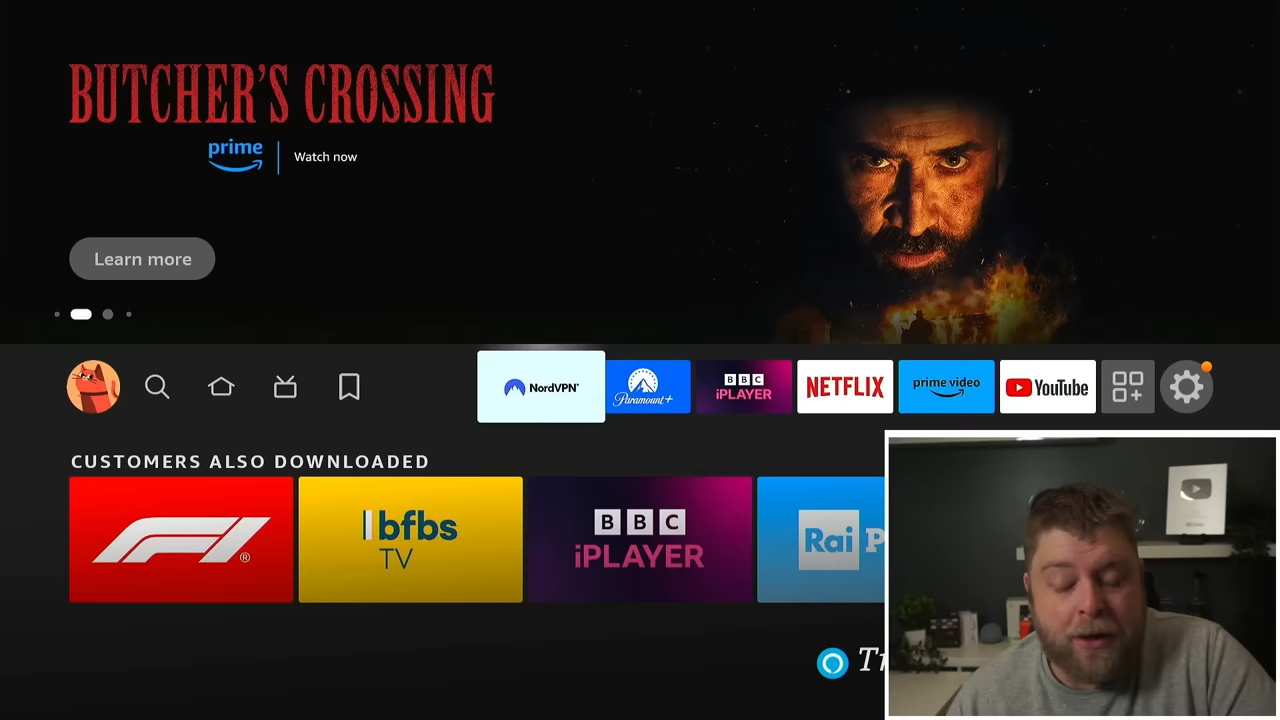 BUTCHER'S CROSSING
prime
Watch now
Learn more
NordVPN®
Paramount+
BBC
iPLAYER
NETFLIX
prime video
YouTube
CUSTOMERS ALSO DOWNLOADED
F1®
bfbs
TV
BBC
iPLAYER
Rai P